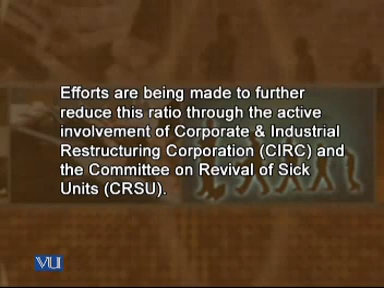 Efforts are being made to further
reduce this ratio through the active
involvement of Corporate & Industrial
Restructuring Corporation (CIRC) and
the Committee on Revival of Sick
Units (CRSU).
VU